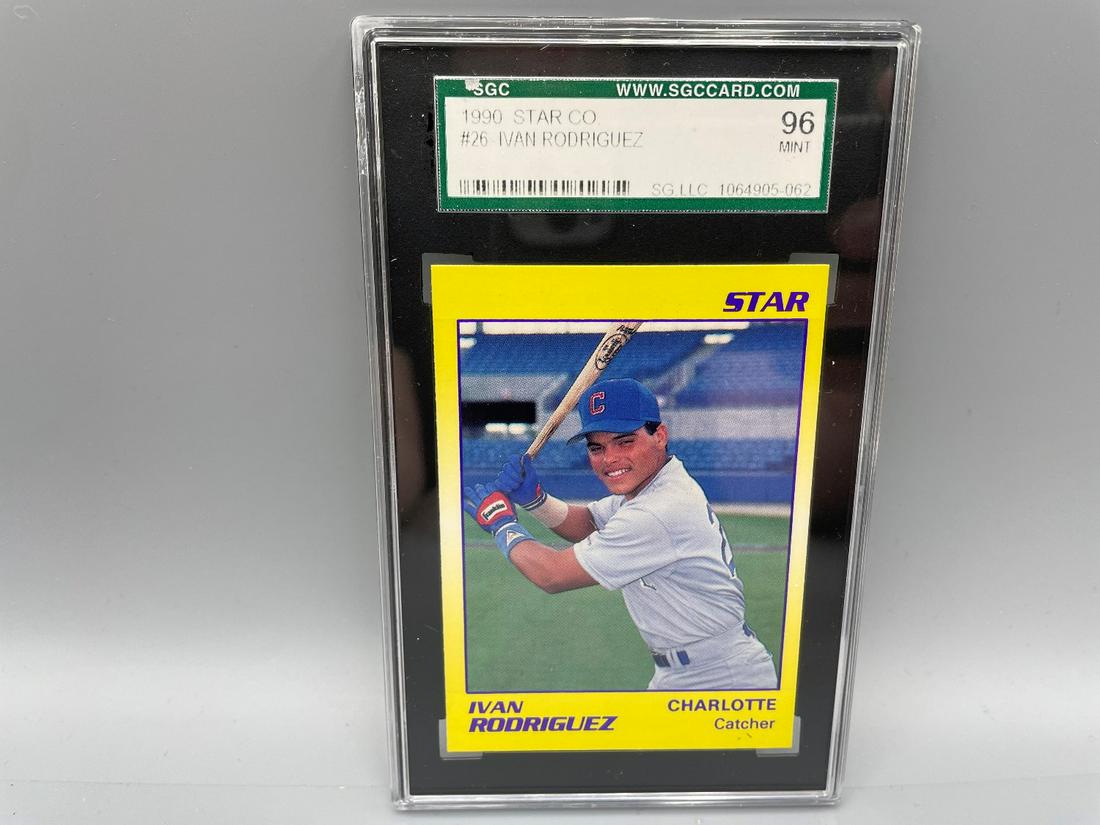 SGC WWW.SGCCARD.COM
1990 STAR CO. 96
#26 IVAN RODRIGUEZ MINT
SG LLC 1064905-062
STAR
C
Franklin
IVAN CHARLOTTE
RODRIGUEZ Catcher